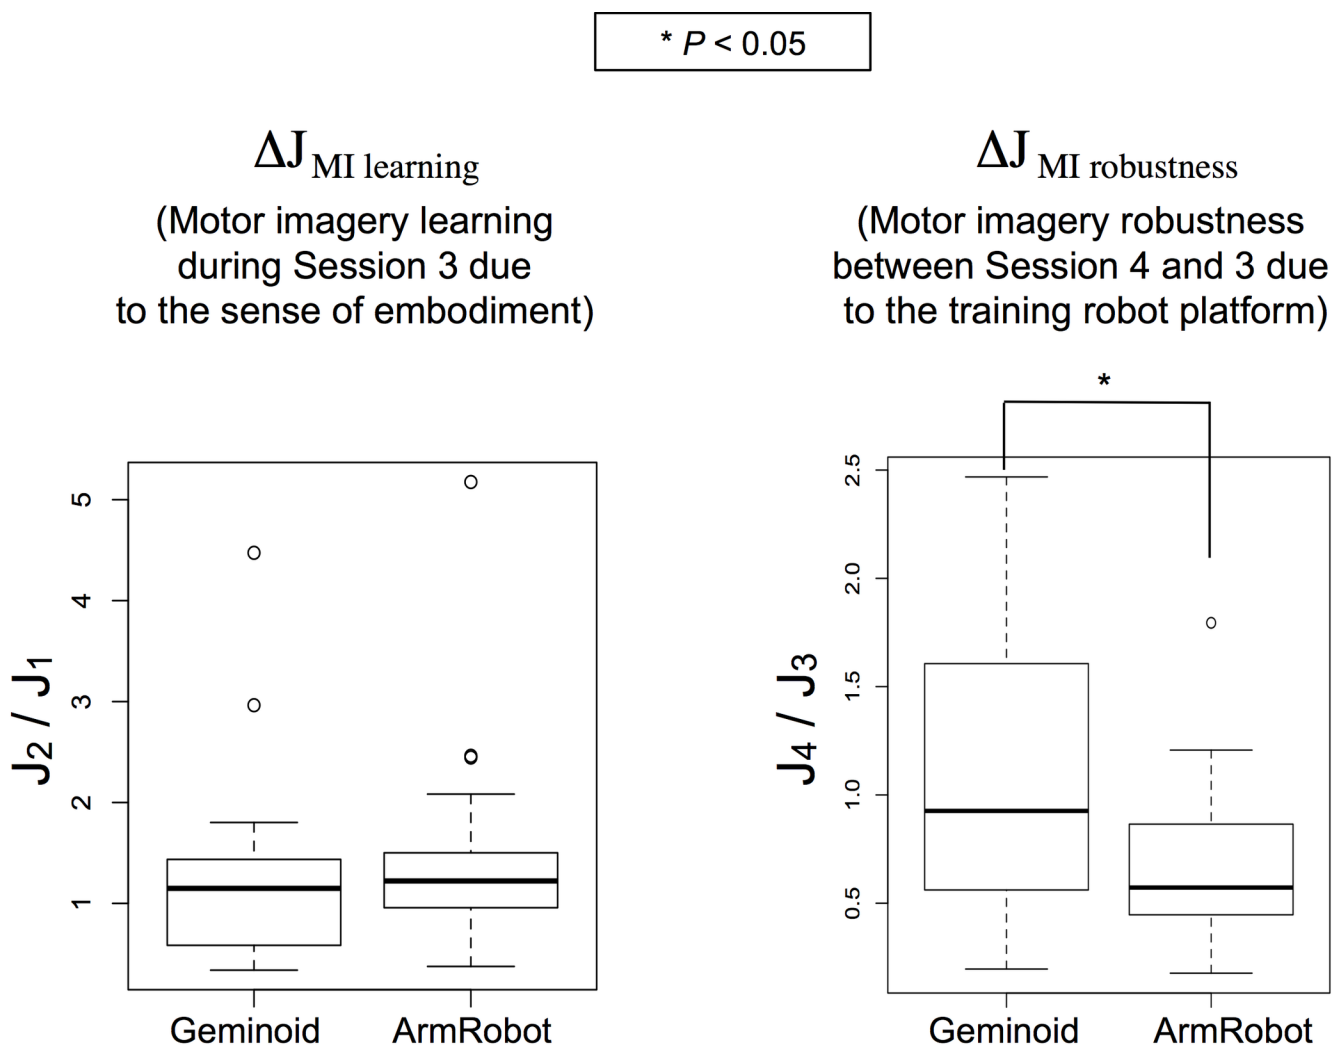 * P < 0.05
ΔJ MI learning
(Motor imagery learning
during Session 3 due
to the sense of embodiment)
J2 / J1
5
4
3
2
1
Geminoid
ArmRobot
ΔJ MI robustness
(Motor imagery robustness
between Session 4 and 3 due
to the training robot platform)
*
J4 / J3
2.5
2.0
1.5
1.0
0.5
Geminoid
ArmRobot